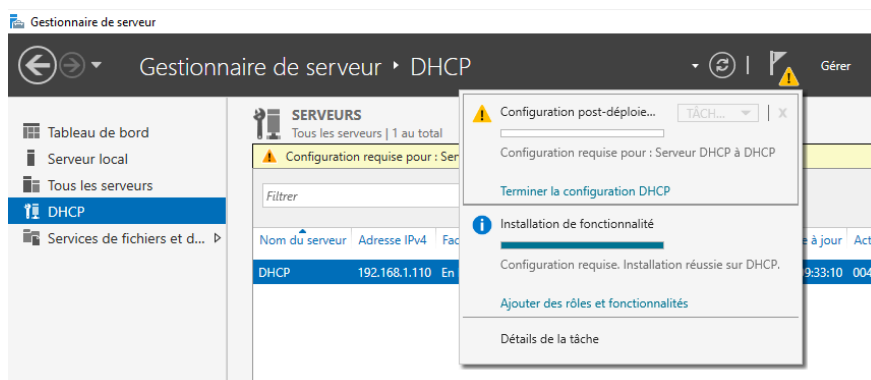 Gestionnaire de serveur
Gestionnaire de serveur ‣ DHCP
Gérer
Tableau de bord
Serveur local
Tous les serveurs
DHCP
Services de fichiers et d...
SERVEURS
Tous les serveurs | 1 au total
Configuration requise pour : Ser
Filtrer
Nom du serveur Adresse IPv4 Fac
DHCP 192.168.1.110 En
Configuration post-déploie... TÂCH... X
Configuration requise pour : Serveur DHCP à DHCP
Terminer la configuration DHCP
Installation de fonctionnalité
Configuration requise. Installation réussie sur DHCP.
Ajouter des rôles et fonctionnalités
Détails de la tâche
e à jour Act
9:33:10 004